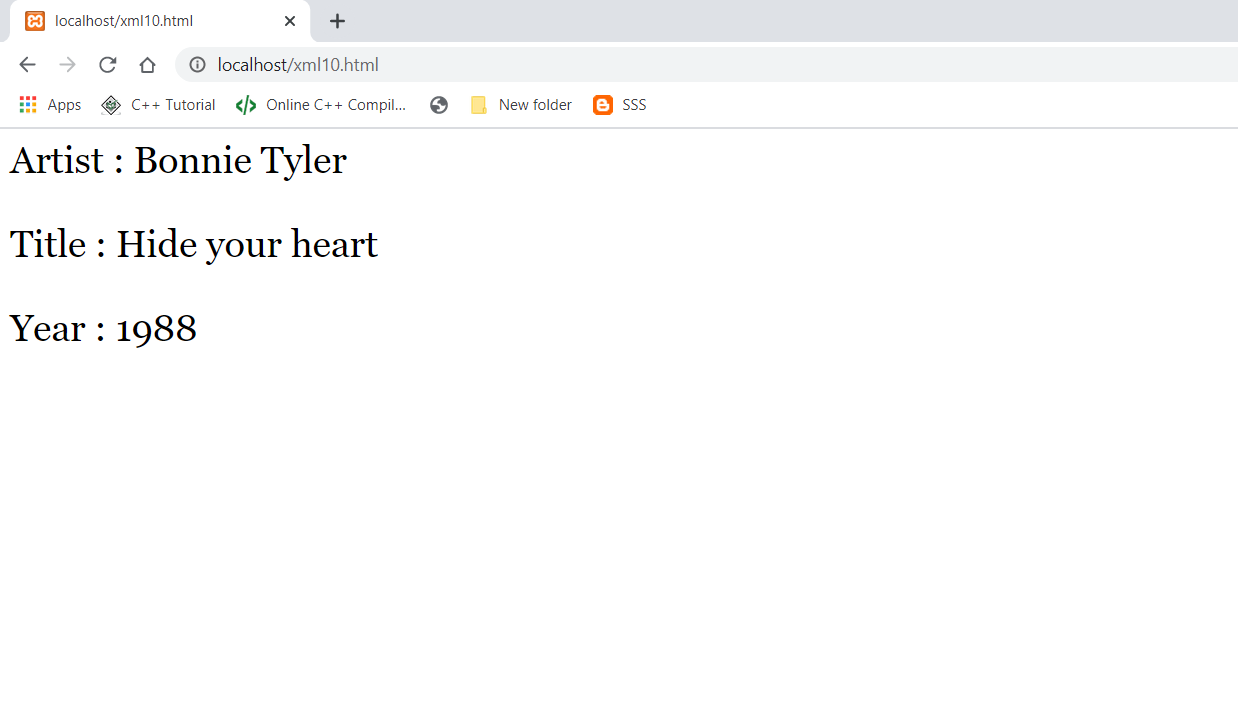 localhost/xml10.html
localhost/xml10.html
Apps C++ Tutorial Online C++ Compil... New folder SSS
Artist : Bonnie Tyler
Title : Hide your heart
Year : 1988